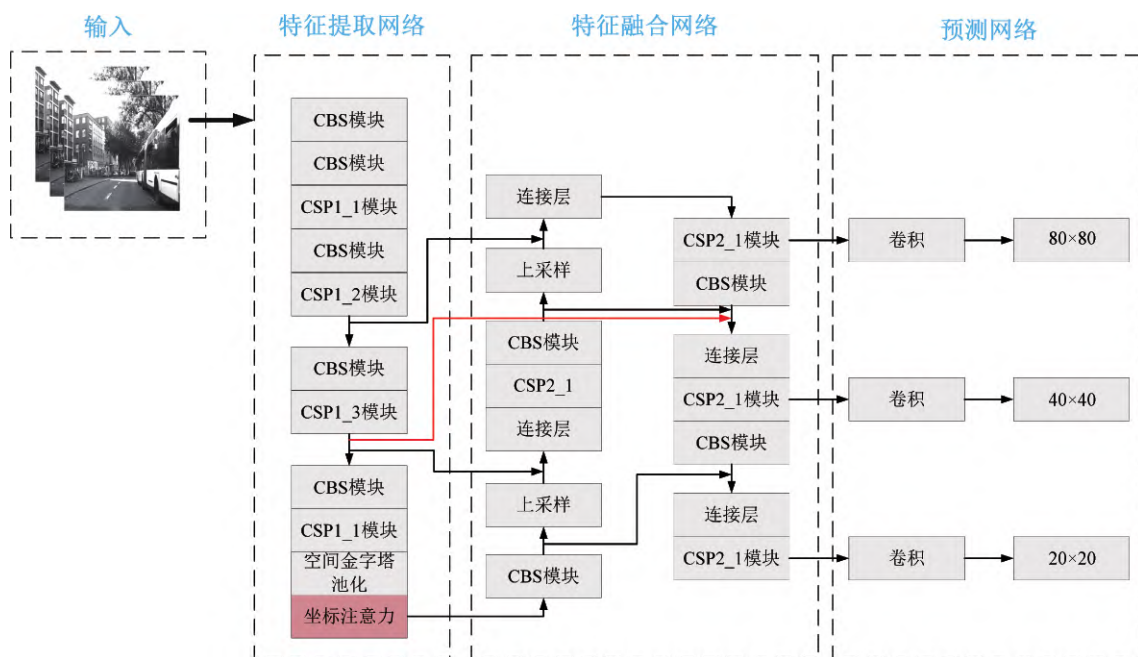 输入
特征提取网络
特征融合网络
预测网络
CBS模块
CBS模块
CSP1_1模块
CBS模块
CSP1_2模块
CBS模块
CSP1_3模块
CBS模块
CSP1_1模块
空间金字塔
池化
坐标注意力
连接层
上采样
CBS模块
CSP2_1
连接层
上采样
CBS模块
CSP2_1模块
CBS模块
连接层
CSP2_1模块
CBS模块
连接层
CSP2_1模块
卷积
80×80
卷积
40×40
卷积
20×20